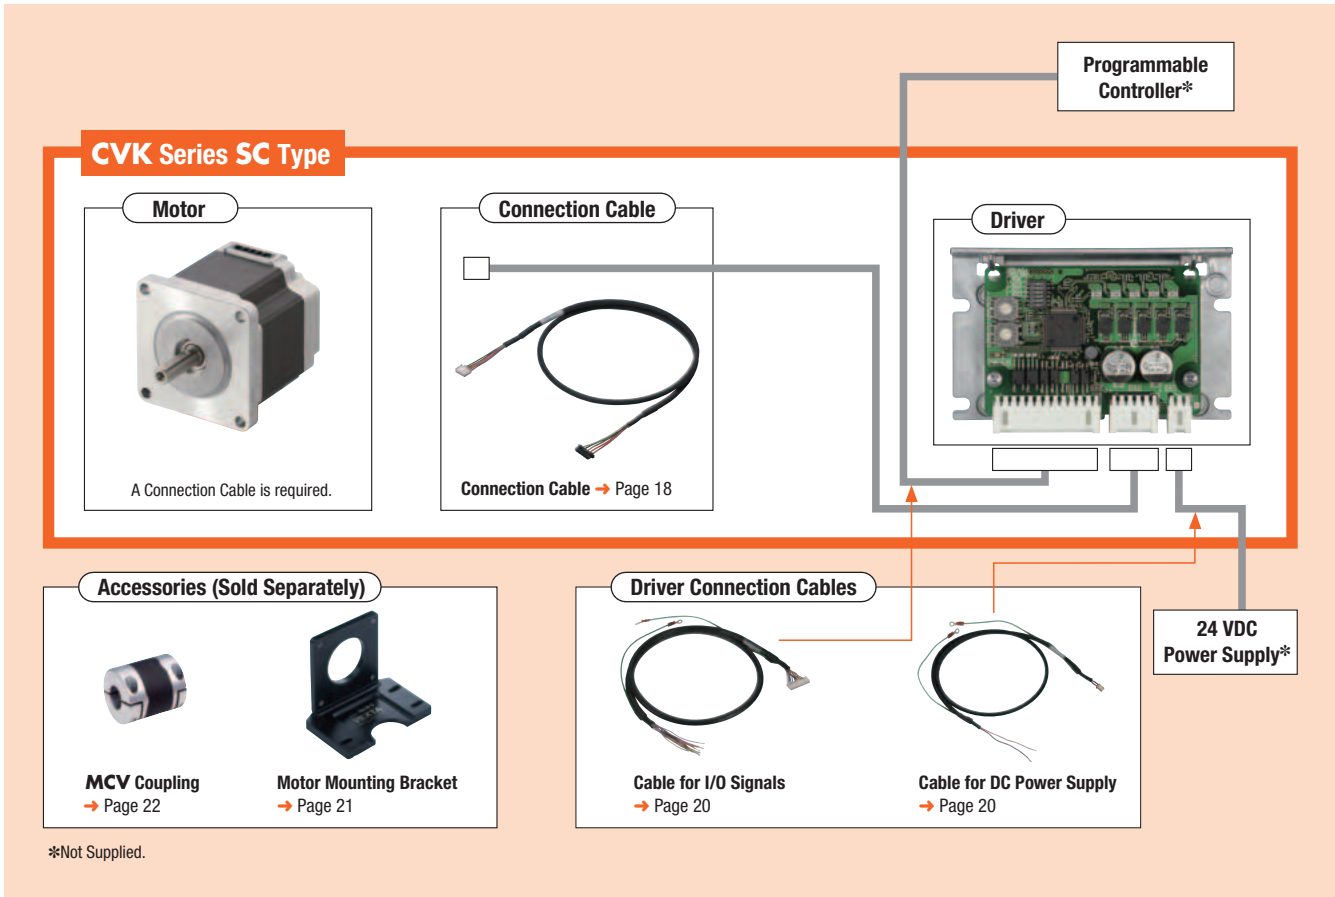 Programmable
Controller*
CVK Series SC Type
Motor
Connection Cable
Driver
A Connection Cable is required.
Connection Cable → Page 18
Accessories (Sold Separately)
Driver Connection Cables
24 VDC
Power Supply*
MCV Coupling
→ Page 22
Motor Mounting Bracket
→ Page 21
Cable for I/O Signals
→ Page 20
Cable for DC Power Supply
→ Page 20
*Not Supplied.